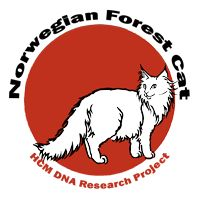 Norwegian Forest Cat
HCM DNA Research Project